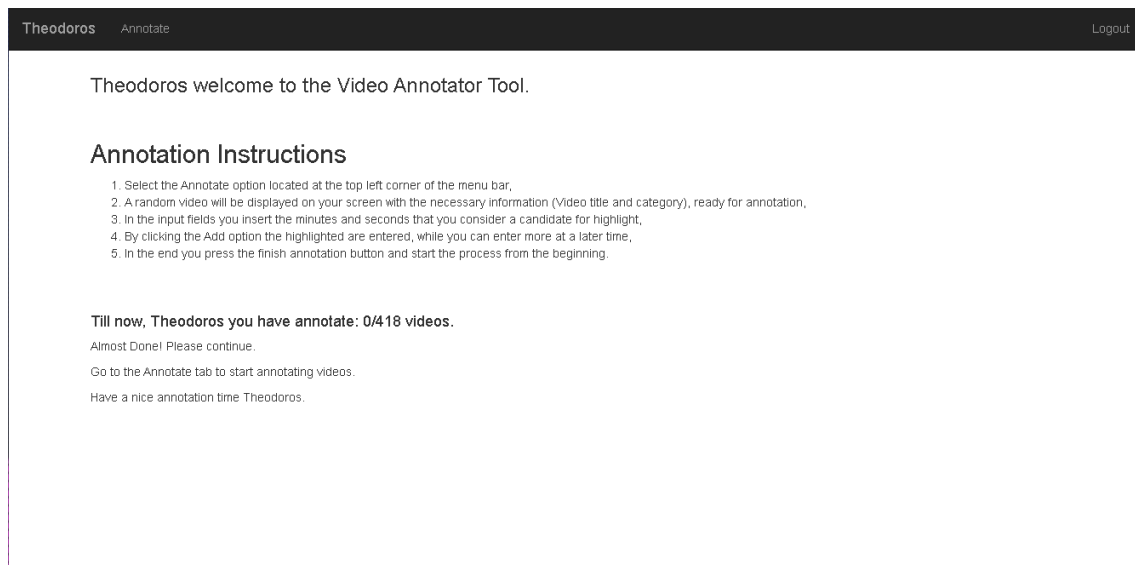 Theodoros Annotate Logout
Theodoros welcome to the Video Annotator Tool.
Annotation Instructions
1. Select the Annotate option located at the top left corner of the menu bar,
2. A random video will be displayed on your screen with the necessary information (Video title and category), ready for annotation,
3. In the input fields you insert the minutes and seconds that you consider a candidate for highlight,
4. By clicking the Add option the highlighted are entered, while you can enter more at a later time,
5. In the end you press the finish annotation button and start the process from the beginning.
Till now, Theodoros you have annotate: 0/418 videos.
Almost Done! Please continue.
Go to the Annotate tab to start annotating videos.
Have a nice annotation time Theodoros.